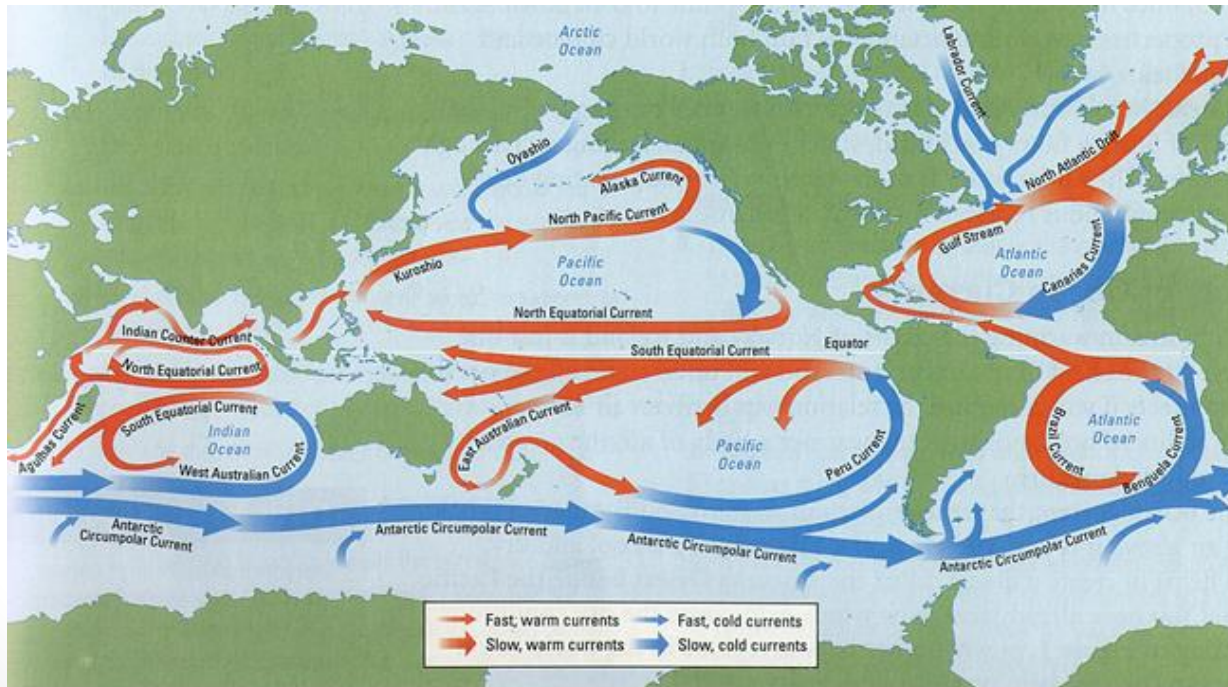 Arctic
Ocean
Labrador Current
Oyashio
Alaska Current
North Atlantic Drift
North Pacific Current
Gulf Stream
Kuroshio
Pacific
Ocean
Atlantic
Ocean
Canaries Current
North Equatorial Current
Indian Counter Current
South Equatorial Current
Equator
North Equatorial Current
South Equatorial Current
Agulhas Current
Indian
Ocean
West Australian Current
East Australian Current
Pacific
Ocean
Peru Current
Brazil Current
Atlantic
Ocean
Benguela Current
Antarctic
Circumpolar Current
Antarctic Circumpolar Current
Antarctic Circumpolar Current
Antarctic Circumpolar Current
Fast, warm currents
Fast, cold currents
Slow, warm currents
Slow, cold currents